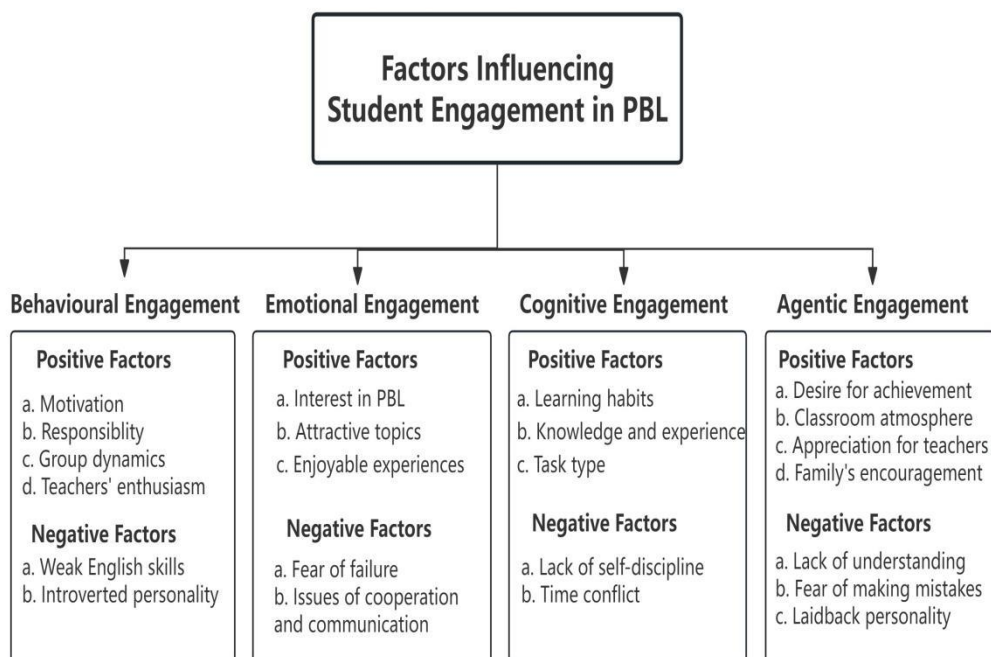 Factors Influencing
Student Engagement in PBL
Behavioural Engagement
Positive Factors
a. Motivation
b. Responsiblity
c. Group dynamics
d. Teachers' enthusiasm
Negative Factors
a. Weak English skills
b. Introverted personality
Emotional Engagement
Positive Factors
a. Interest in PBL
b. Attractive topics
c. Enjoyable experiences
Negative Factors
a. Fear of failure
b. Issues of cooperation
and communication
Cognitive Engagement
Positive Factors
a. Learning habits
b. Knowledge and experience
c. Task type
Negative Factors
a. Lack of self-discipline
b. Time conflict
Agentic Engagement
Positive Factors
a. Desire for achievement
b. Classroom atmosphere
c. Appreciation for teachers
d. Family's encouragement
Negative Factors
a. Lack of understanding
b. Fear of making mistakes
c. Laidback personality